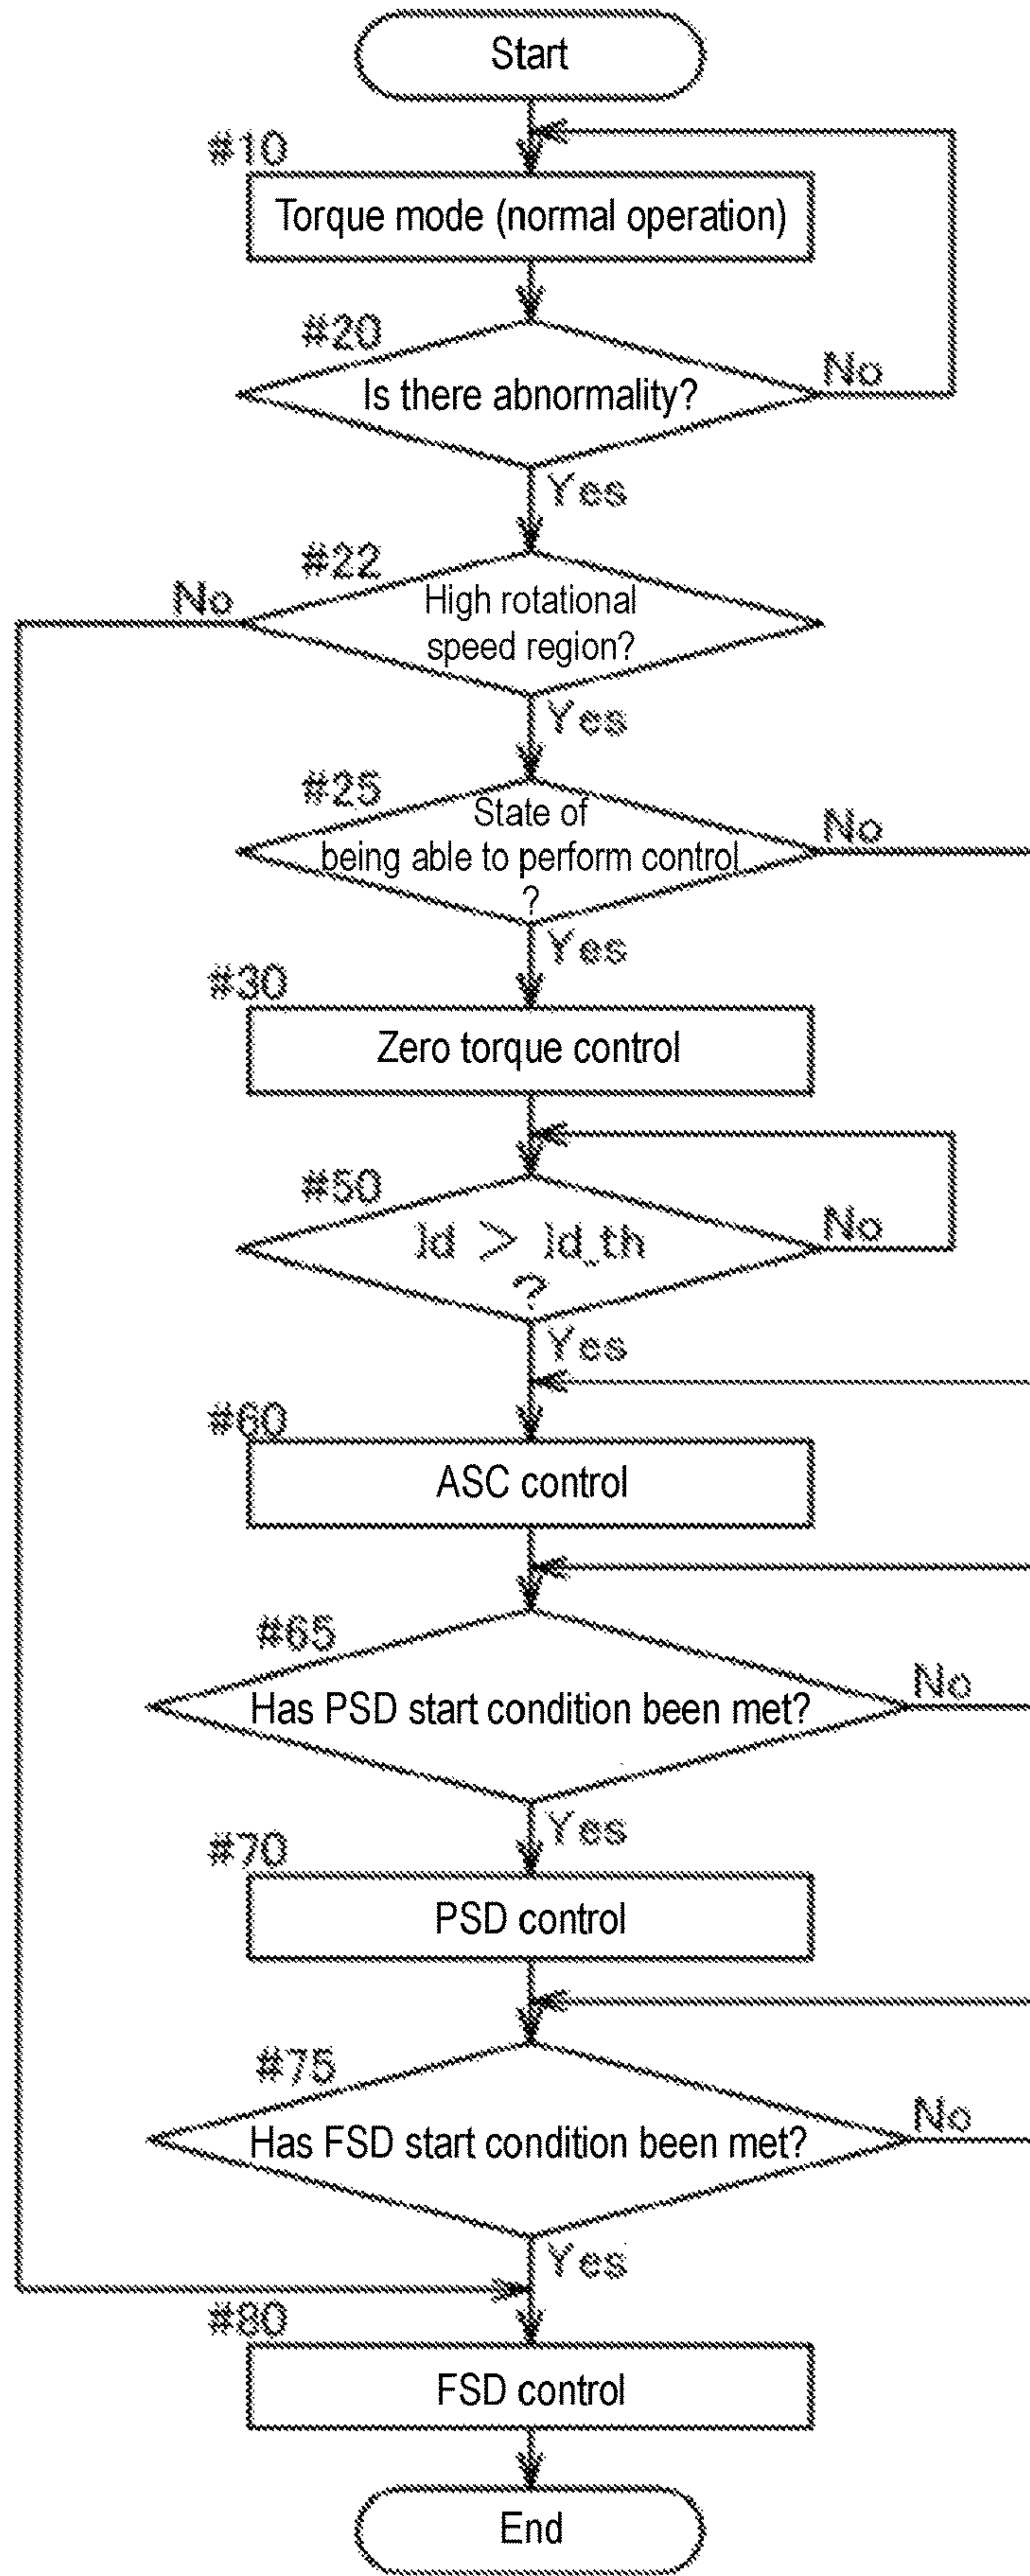 Start
#10
Torque mode (normal operation)
#20
Is there abnormality?
No
Yes
#22
No
High rotational
speed region?
Yes
#25
State of
being able to perform control
?
No
Yes
#30
Zero torque control
#50
Id > Id_th
?
No
Yes
#60
ASC control
#65
Has PSD start condition been met?
No
Yes
#70
PSD control
#75
Has FSD start condition been met?
No
Yes
#80
FSD control
End